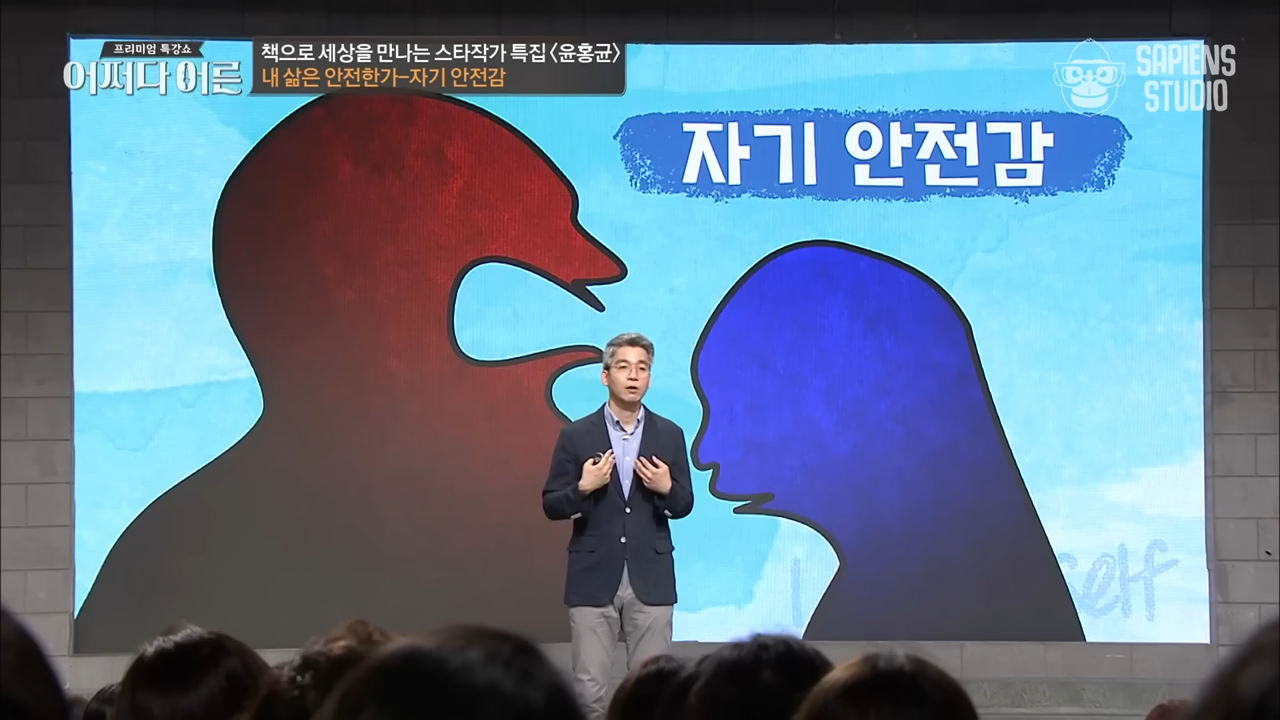 프리미엄 특강쇼
어쩌다 어른
책으로 세상을 만나는 스타작가 특집〈윤홍균〉
내 삶은 안전한가-자기 안전감
SAPIENS
STUDIO
자기 안전감
self